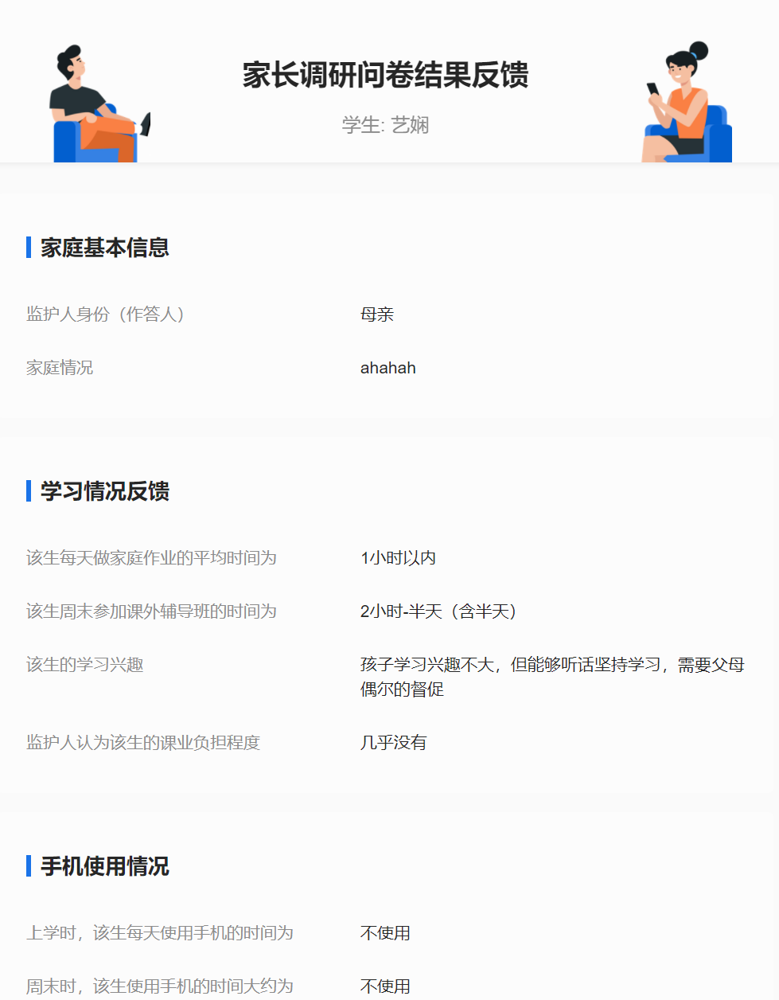 家长调研问卷结果反馈
学生: 艺娴
家庭基本信息
监护人身份（作答人） 母亲
家庭情况 ahahah
学习情况反馈
该生每天做家庭作业的平均时间为 1小时以内
该生周末参加课外辅导班的时间为 2小时-半天（含半天）
该生的学习兴趣 孩子学习兴趣不大，但能够听话坚持学习，需要父母
偶尔的督促
监护人认为该生的课业负担程度 几乎没有
手机使用情况
上学时，该生每天使用手机的时间为 不使用
周末时，该生使用手机的时间大约为 不使用